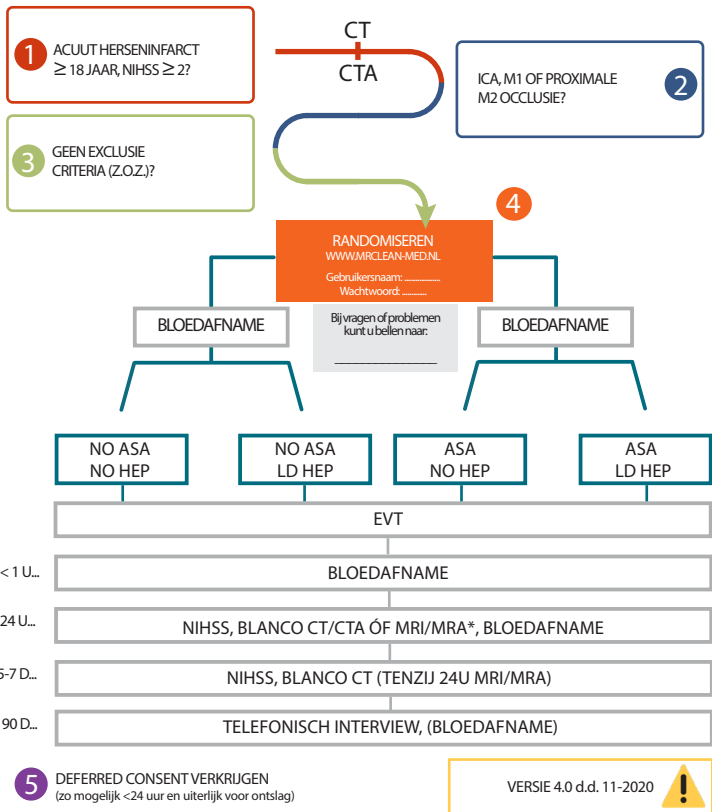 CT
CTA
1
ACUUT HERSENINFARCT
≥ 18 JAAR, NIHSS ≥ 2?
ICA, M1 OF PROXIMALE
M2 OCCLUSIE?
2
3
GEEN EXCLUSIE
CRITERIA (Z.O.Z.)?
4
RANDOMISEREN
WWW.MRCLEAN-MED.NL
Gebruikersnaam: .................
Wachtwoord: ............
BLOEDAFNAME
Bij vragen of problemen
kunt u bellen naar:
_________________
BLOEDAFNAME
NO ASA
NO HEP
NO ASA
LD HEP
ASA
NO HEP
ASA
LD HEP
EVT
< 1 U...
BLOEDAFNAME
24 U...
NIHSS, BLANCO CT/CTA ÓF MRI/MRA*, BLOEDAFNAME
5-7 D...
NIHSS, BLANCO CT (TENZIJ 24U MRI/MRA)
90 D...
TELEFONISCH INTERVIEW, (BLOEDAFNAME)
5
DEFERRED CONSENT VERKRIJGEN
(zo mogelijk <24 uur en uiterlijk voor ontslag)
VERSIE 4.0 d.d. 11-2020